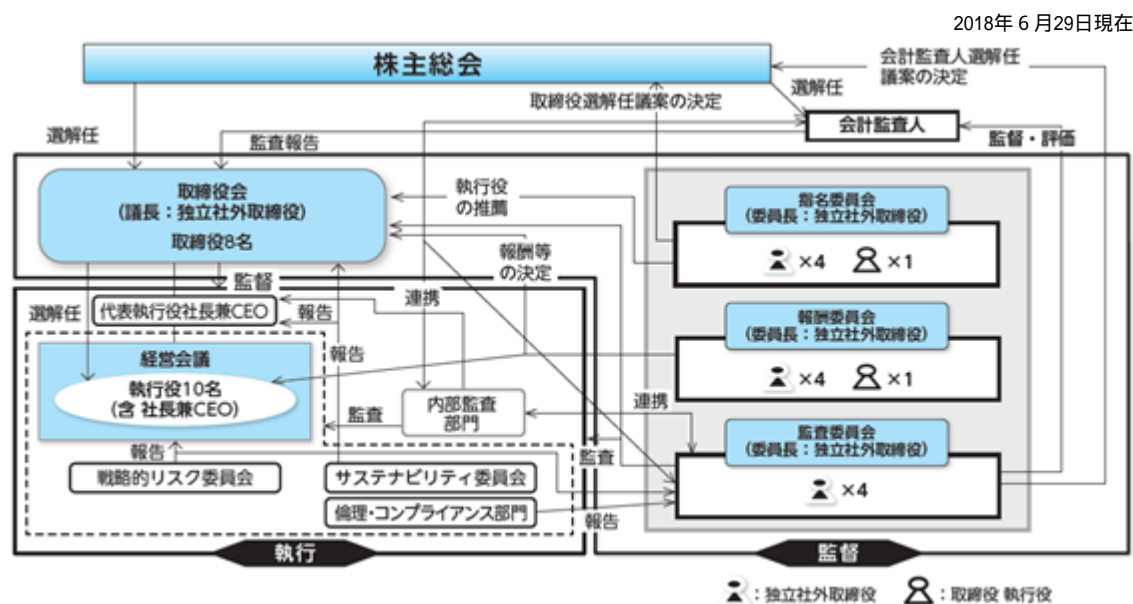 2018年6月29日現在
株主総会
会計監査人選解任
議案の決定
選解任
取締役選解任議案の決定
会計監査人
選解任
監査報告
監督・評価
取締役会
(議長：独立社外取締役)
取締役8名
執行役
の推薦
指名委員会
(委員長：独立社外取締役)
×4 ×1
報酬等
の決定
監督
連携
選解任
代表執行役社長兼CEO
報告
報酬委員会
(委員長：独立社外取締役)
×4 ×1
経営会議
報告
執行役10名
(含 社長兼CEO)
監査
内部監査
部門
連携
監査委員会
(委員長：独立社外取締役)
×4
報告
監査
戦略的リスク委員会
サステナビリティ委員会
倫理・コンプライアンス部門
報告
執行
監督
：独立社外取締役
：取締役 執行役